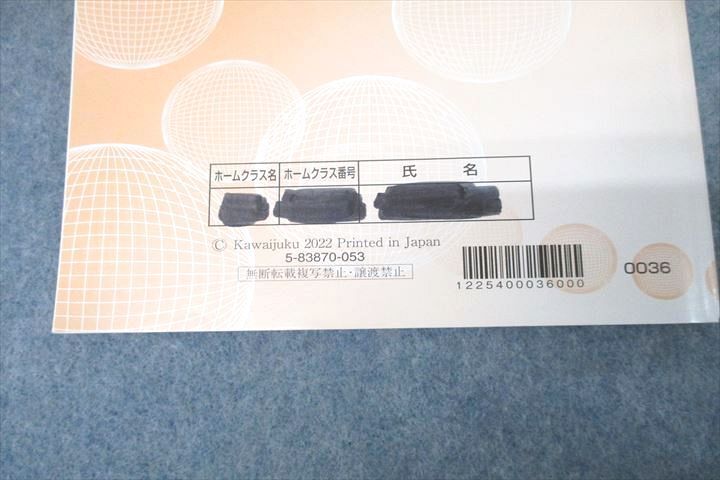 ホームクラス名 ホームクラス番号 氏 名
© Kawaijuku 2022 Printed in Japan
5-83870-053
無断転載複写禁止・譲渡禁止
1225400036000
0036